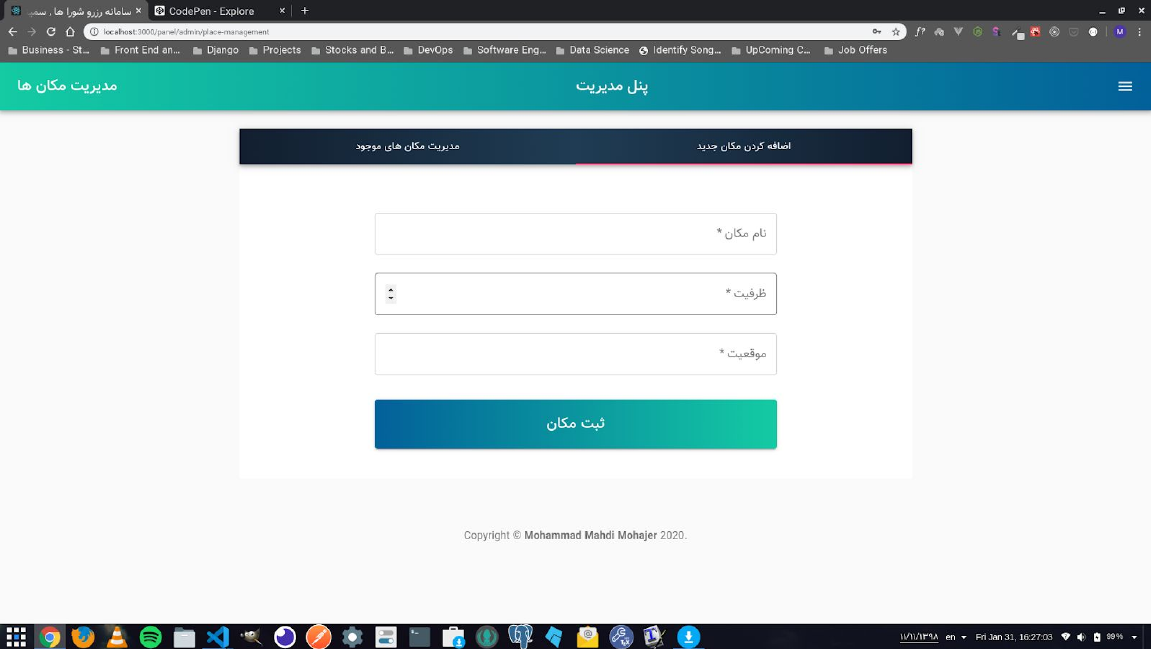 سامانه رزرو شورا ها , سمپ
CodePen - Explore
localhost:3000/panel/admin/place-management
Business - St...
Front End an...
Django
Projects
Stocks and B...
DevOps
Software Eng...
Data Science
Identify Song...
UpComing C...
Job Offers
پنل مدیریت
مدیریت مکان ها
اضافه کردن مکان جدید
مدیریت مکان های موجود
نام مکان *
ظرفیت *
موقعیت *
ثبت مکان
Copyright © Mohammad Mahdi Mohajer 2020.
۱۱/۱۱/۱۳۹۸ en Fri Jan 31, 16:27:03 99 %